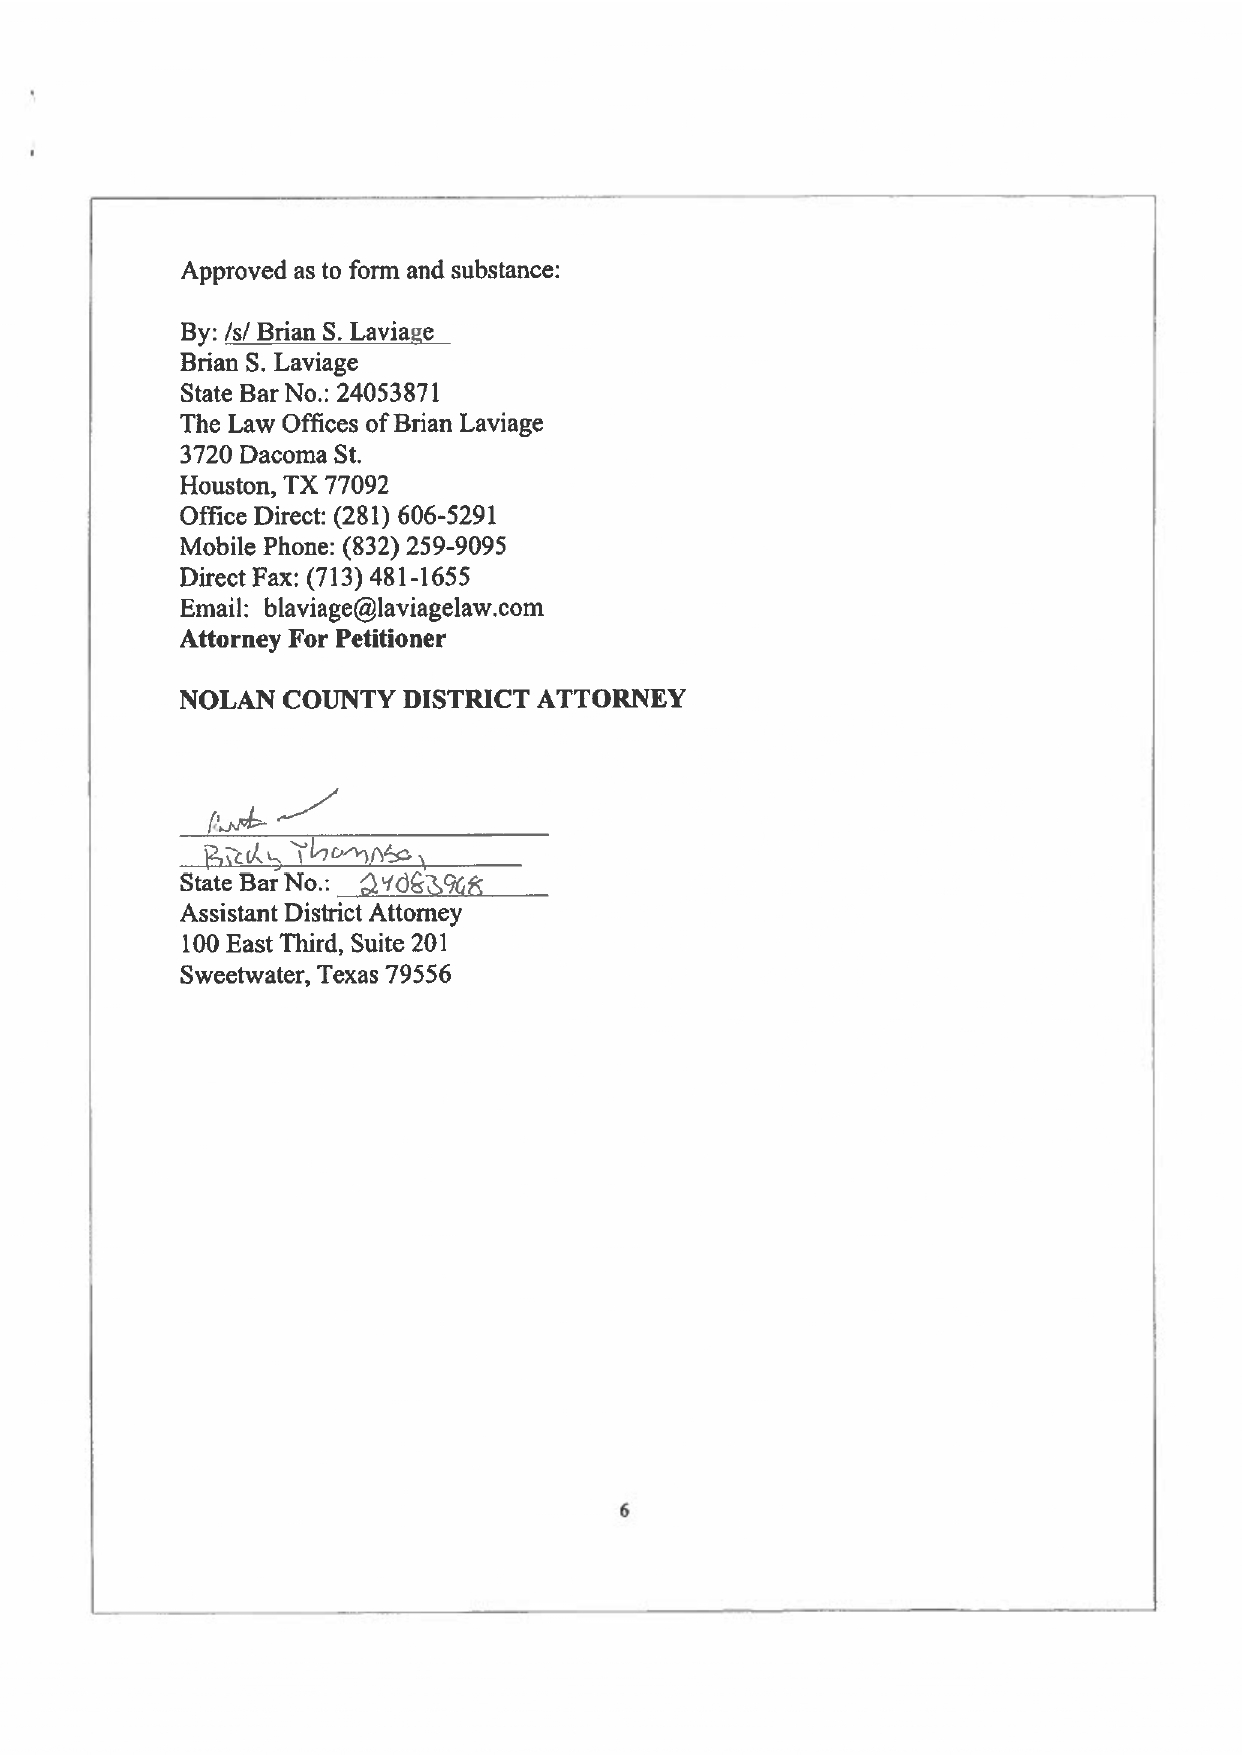 Approved as to form and substance:
By: /s/ Brian S. Laviage
Brian S. Laviage
State Bar No.: 24053871
The Law Offices of Brian Laviage
3720 Dacoma St.
Houston, TX 77092
Office Direct: (281) 606-5291
Mobile Phone: (832) 259-9095
Direct Fax: (713) 481-1655
Email: blaviage@laviagelaw.com
Attorney For Petitioner
NOLAN COUNTY DISTRICT ATTORNEY
Thompson
State Bar No.: 24083968
Assistant District Attorney
100 East Third, Suite 201
Sweetwater, Texas 79556
6